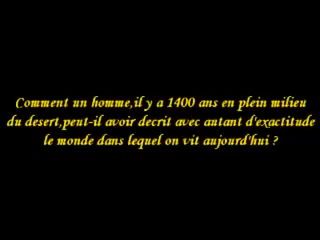 Comment un homme,il y a 1400 ans en plein milieu
du desert,peut-il avoir decrit avec autant d'exactitude
le monde dans lequel on vit aujourd'hui ?